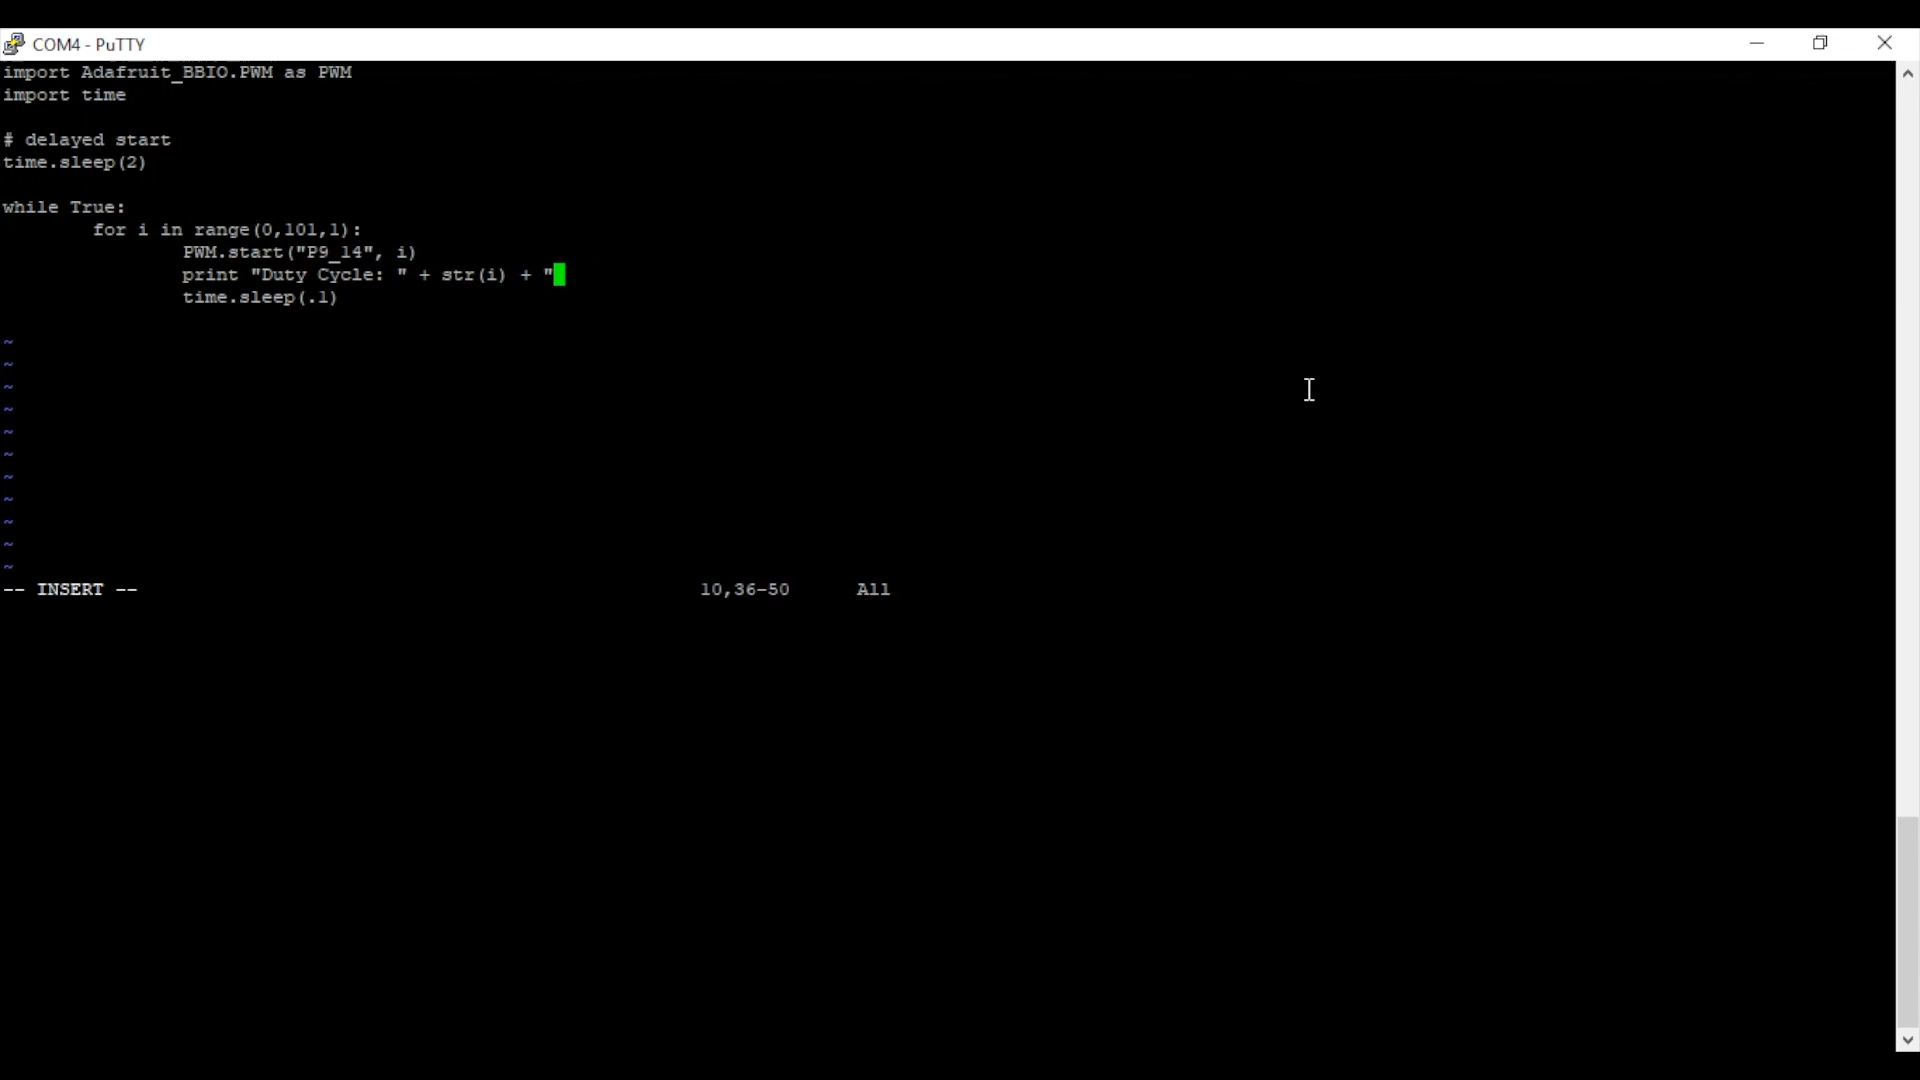 COM4 - PuTTY
import Adafruit_BBIO.PWM as PWM
import time
# delayed start
time.sleep(2)
while True:
        for i in range(0,101,1):
                PWM.start("P9_14", i)
                print "Duty Cycle: " + str(i) + "
                time.sleep(.1)
~
~
~
~
~
~
~
~
~
~
~
-- INSERT --                                                  10,36-50      All